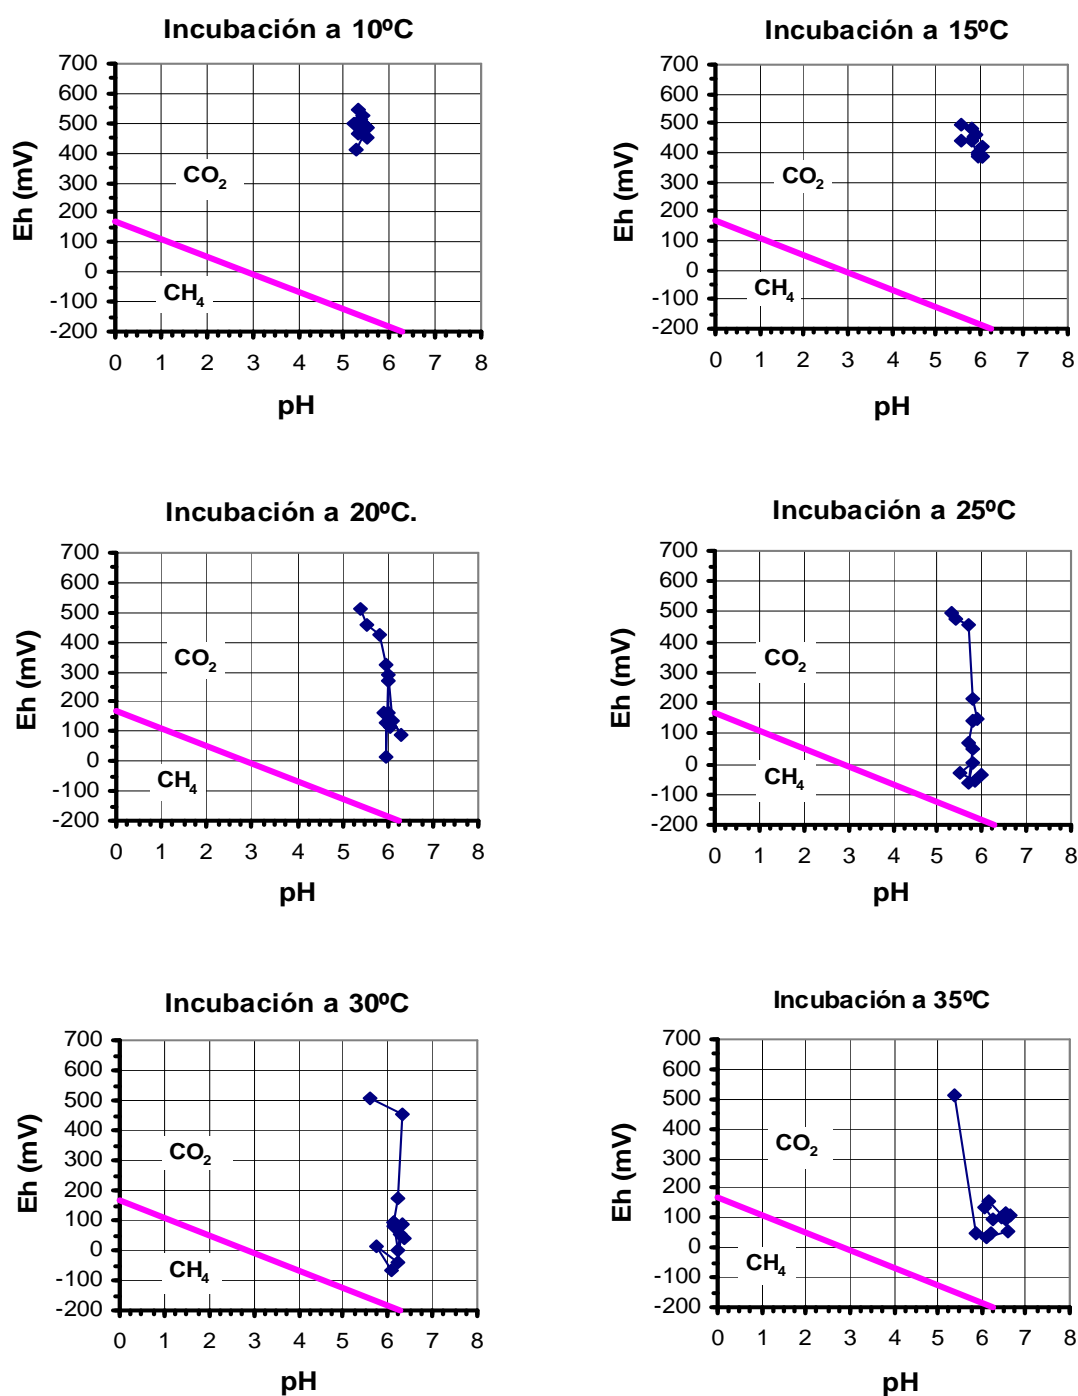 Incubación a 10ºC
700
600
500
400
300
200
100
0
-100
-200
Eh (mV)
CO₂
CH₄
0 1 2 3 4 5 6 7 8
pH
Incubación a 15ºC
700
600
500
400
300
200
100
0
-100
-200
Eh (mV)
CO₂
CH₄
0 1 2 3 4 5 6 7 8
pH
Incubación a 20ºC.
700
600
500
400
300
200
100
0
-100
-200
Eh (mV)
CO₂
CH₄
0 1 2 3 4 5 6 7 8
pH
Incubación a 25ºC
700
600
500
400
300
200
100
0
-100
-200
Eh (mV)
CO₂
CH₄
0 1 2 3 4 5 6 7 8
pH
Incubación a 30ºC
700
600
500
400
300
200
100
0
-100
-200
Eh (mV)
CO₂
CH₄
0 1 2 3 4 5 6 7 8
pH
Incubación a 35ºC
700
600
500
400
300
200
100
0
-100
-200
Eh (mV)
CO₂
CH₄
0 1 2 3 4 5 6 7 8
pH